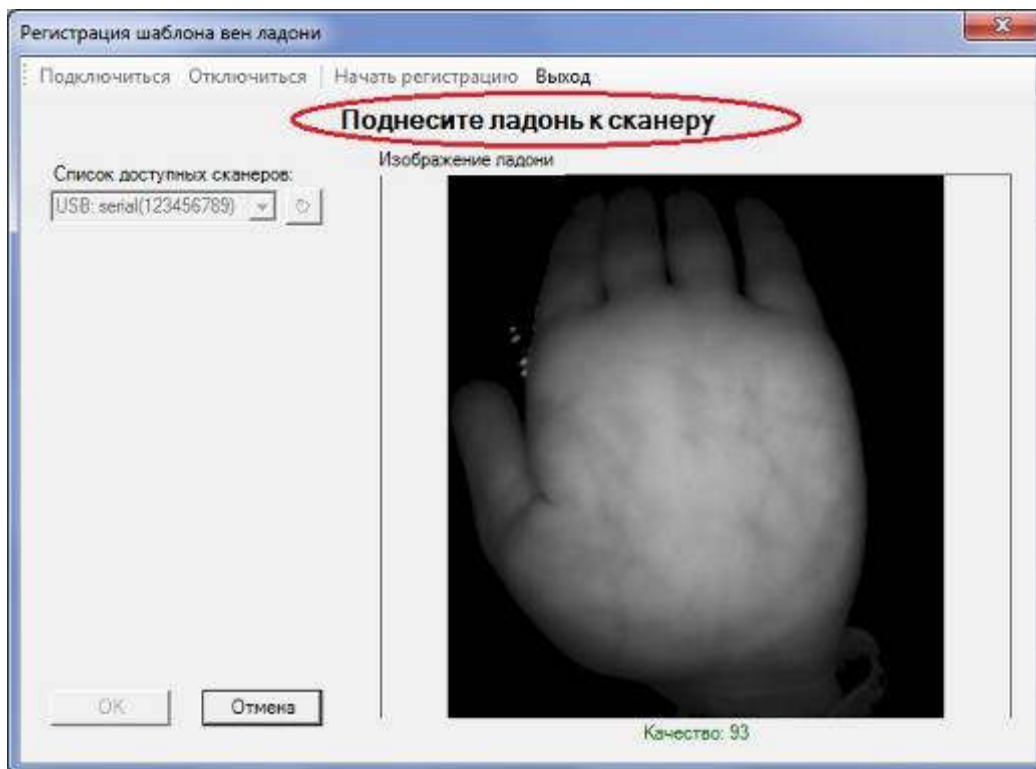 Регистрация шаблона вен ладони
Подключиться Отключиться Начать регистрацию Выход
Поднесите ладонь к сканеру
Изображение ладони
Список доступных сканеров:
USB: serial(123456789)
OK Отмена
Качество: 93